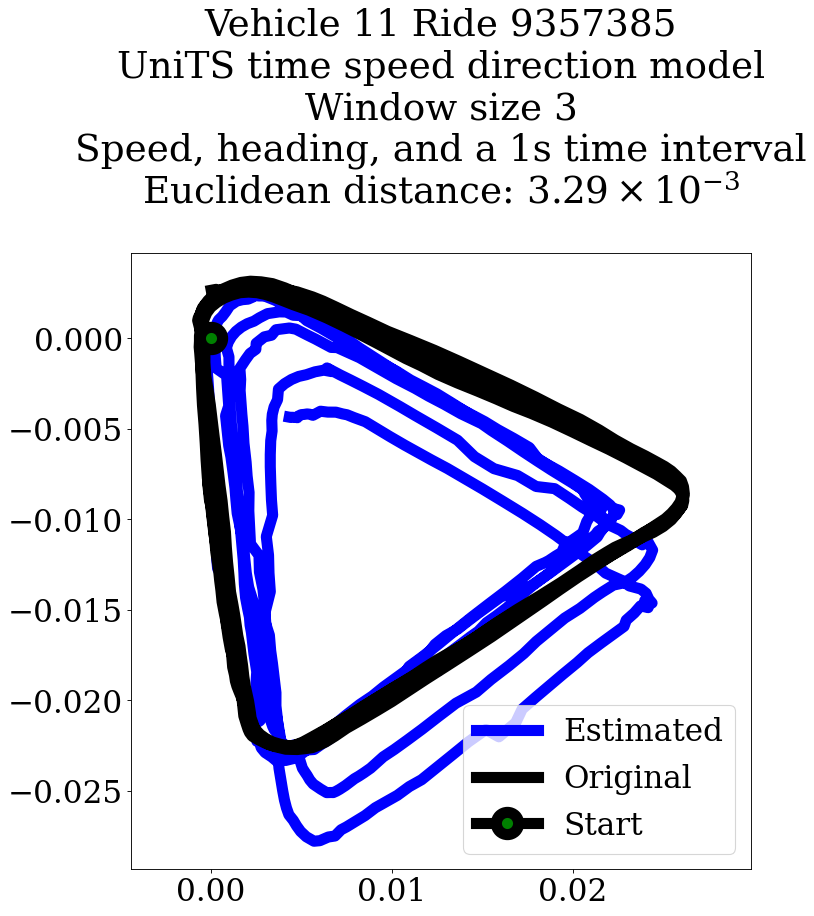 Vehicle 11 Ride 9357385
UniTS time speed direction model
Window size 3
Speed, heading, and a 1s time interval
Euclidean distance: 3.29 × 10⁻³
0.000
−0.005
−0.010
−0.015
−0.020
−0.025
Estimated
Original
Start
0.00 0.01 0.02